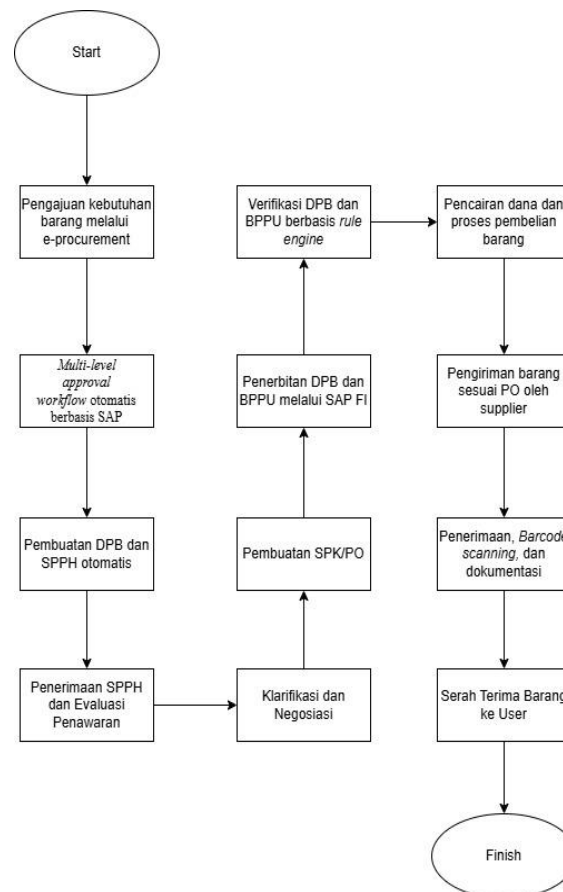 Start
Pengajuan kebutuhan
barang melalui
e-procurement
Multi-level
approval
workflow otomatis
berbasis SAP
Pembuatan DPB dan
SPPH otomatis
Penerimaan SPPH
dan Evaluasi
Penawaran
Klarifikasi dan
Negosiasi
Pembuatan SPK/PO
Penerbitan DPB dan
BPPU melalui SAP FI
Verifikasi DPB dan
BPPU berbasis rule
engine
Pencairan dana dan
proses pembelian
barang
Pengiriman barang
sesuai PO oleh
supplier
Penerimaan, Barcode
scanning, dan
dokumentasi
Serah Terima Barang
ke User
Finish